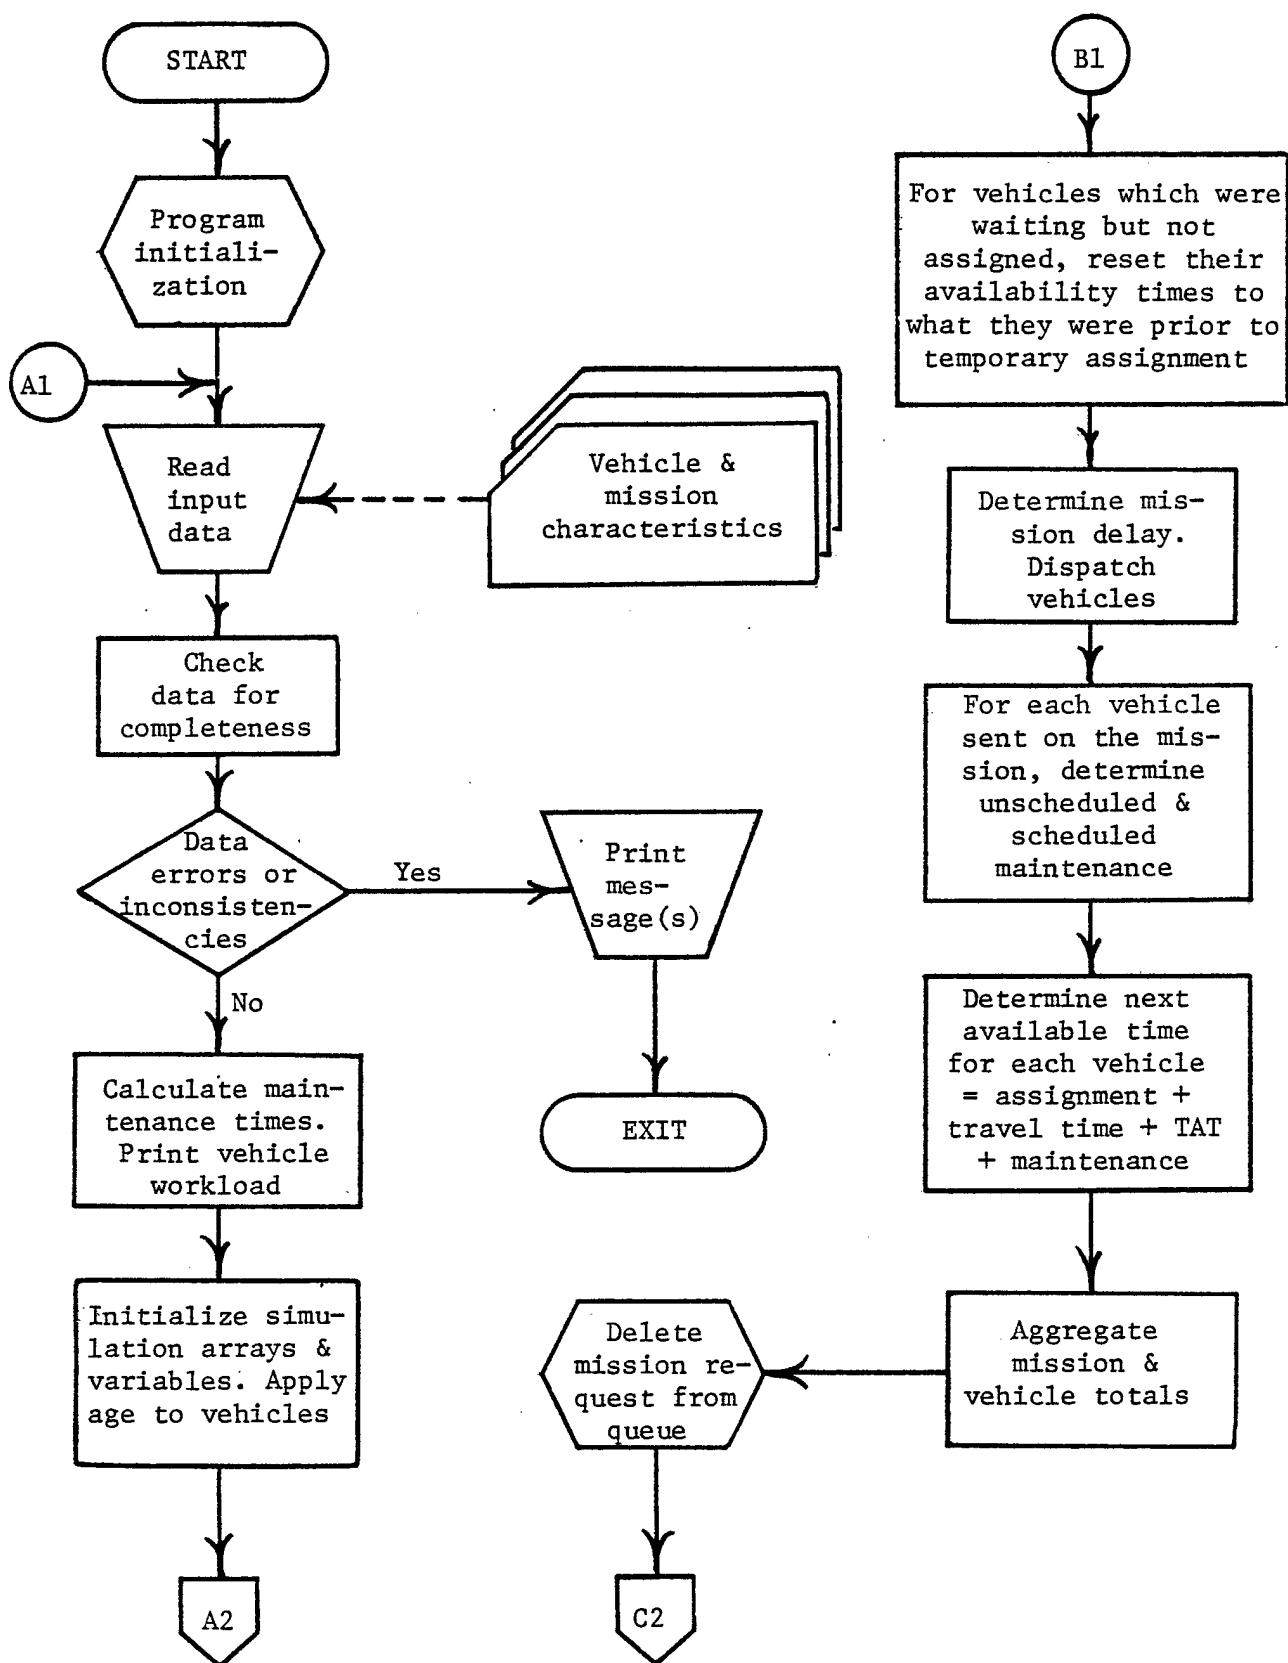 START
Program
initiali-
zation
A1
Read
input
data
Vehicle &
mission
characteristics
Check
data for
completeness
Data
errors or
inconsisten-
cies
Yes
Print
mes-
sage(s)
EXIT
No
Calculate main-
tenance times.
Print vehicle
workload
Initialize simu-
lation arrays &
variables. Apply
age to vehicles
A2
B1
For vehicles which were
waiting but not
assigned, reset their
availability times to
what they were prior to
temporary assignment
Determine mis-
sion delay.
Dispatch
vehicles
For each vehicle
sent on the mis-
sion, determine
unscheduled &
scheduled
maintenance
Determine next
available time
for each vehicle
= assignment +
travel time + TAT
+ maintenance
Aggregate
mission &
vehicle totals
Delete
mission re-
quest from
queue
C2